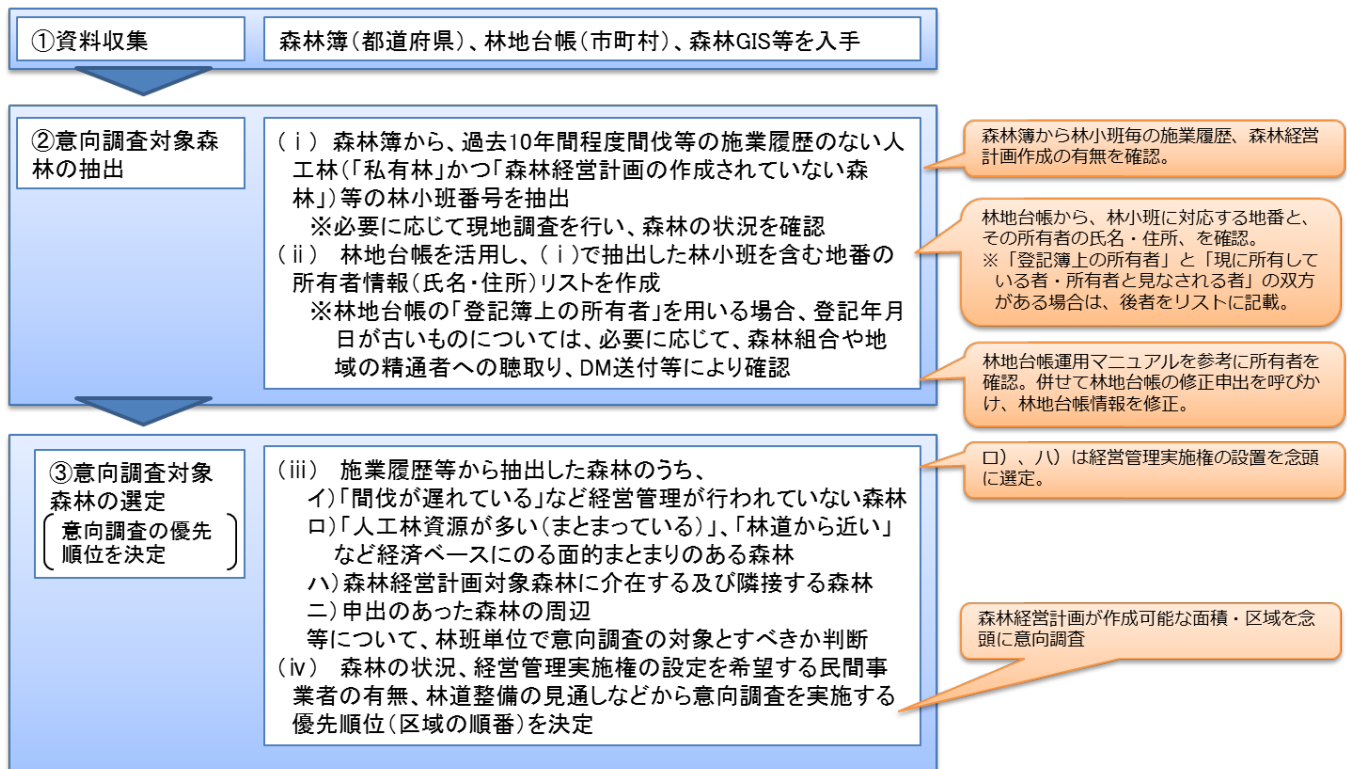 ①資料収集
森林簿(都道府県)、林地台帳(市町村)、森林GIS等を入手
②意向調査対象森
林の抽出
(ⅰ) 森林簿から、過去10年間程度間伐等の施業履歴のない人
工林(「私有林」かつ「森林経営計画の作成されていない森
林」)等の林小班番号を抽出
※必要に応じて現地調査を行い、森林の状況を確認
(ⅱ) 林地台帳を活用し、(ⅰ)で抽出した林小班を含む地番の
所有者情報(氏名・住所)リストを作成
※林地台帳の「登記簿上の所有者」を用いる場合、登記年月
日が古いものについては、必要に応じて、森林組合や地
域の精通者への聴取り、DM送付等により確認
森林簿から林小班毎の施業履歴、森林経営
計画作成の有無を確認。
林地台帳から、林小班に対応する地番と、
その所有者の氏名・住所、を確認。
※「登記簿上の所有者」と「現に所有して
いる者・所有者と見なされる者」の双方
がある場合は、後者をリストに記載。
林地台帳運用マニュアルを参考に所有者を
確認。併せて林地台帳の修正申出を呼びか
け、林地台帳情報を修正。
③意向調査対象
森林の選定
意向調査の優先
順位を決定
(ⅲ) 施業履歴等から抽出した森林のうち、
イ)「間伐が遅れている」など経営管理が行われていない森林
ロ)「人工林資源が多い(まとまっている)」、「林道から近い」
など経済ベースにのる面的まとまりのある森林
ハ)森林経営計画対象森林に介在する及び隣接する森林
ニ)申出のあった森林の周辺
等について、林班単位で意向調査の対象とすべきか判断
(ⅳ) 森林の状況、経営管理実施権の設定を希望する民間事
業者の有無、林道整備の見通しなどから意向調査を実施する
優先順位(区域の順番)を決定
ロ)、ハ)は経営管理実施権の設置を念頭
に選定。
森林経営計画が作成可能な面積・区域を念
頭に意向調査